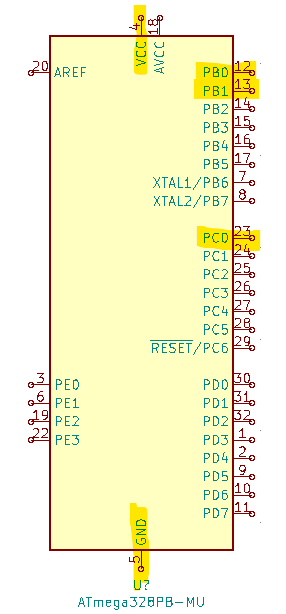 4 VCC
18 AVCC
20 AREF
PB0 12
PB1 13
PB2 14
PB3 15
PB4 16
PB5 17
XTAL1/PB6 7
XTAL2/PB7 8
PC0 23
PC1 24
PC2 25
PC3 26
PC4 27
PC5 28
RESET/PC6 29
3 PE0 PD0 30
6 PE1 PD1 31
19 PE2 PD2 32
22 PE3 PD3 1
PD4 2
PD5 9
PD6 10
PD7 11
GND
5
U?
ATmega328PB-MU